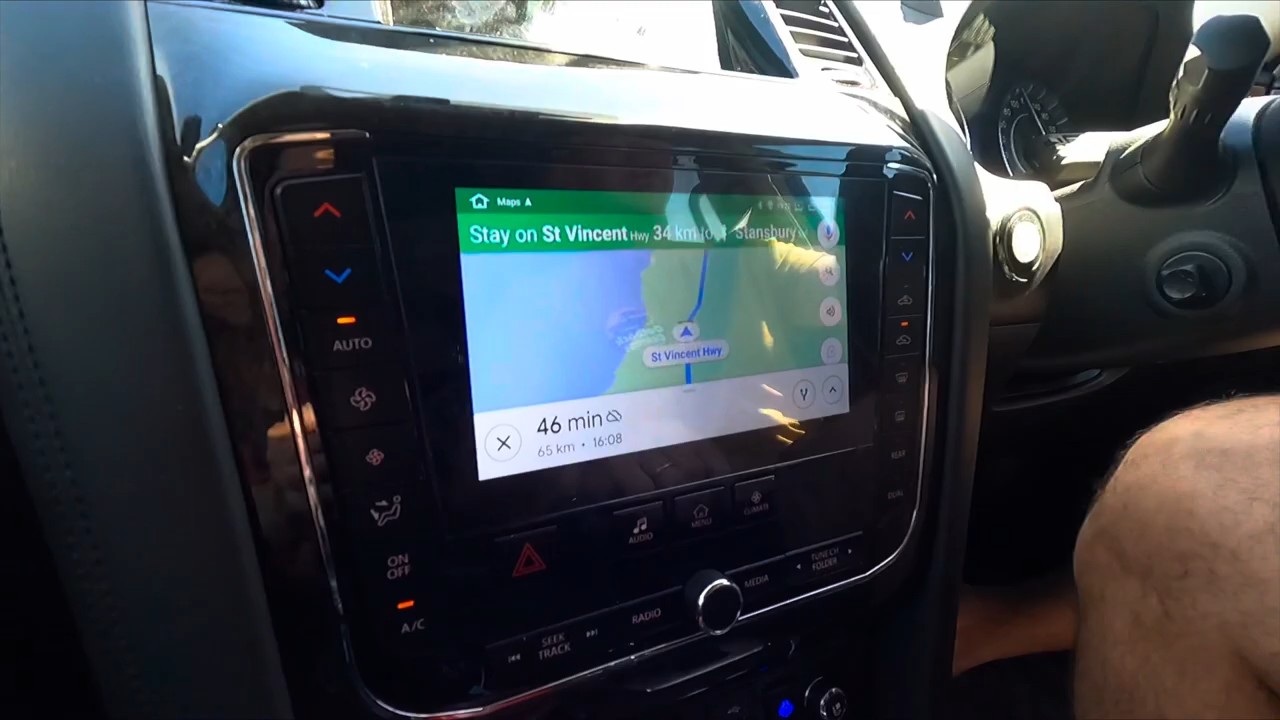 Maps
Stay on St Vincent Hwy 34 km to Stansbury
St Vincent Hwy
46 min
65 km • 16:08
AUTO
ON
OFF
A/C
REAR
DUAL
AUDIO
MENU
CLIMATE
SEEK
TRACK
RADIO
MEDIA
TUNE/CH
FOLDER